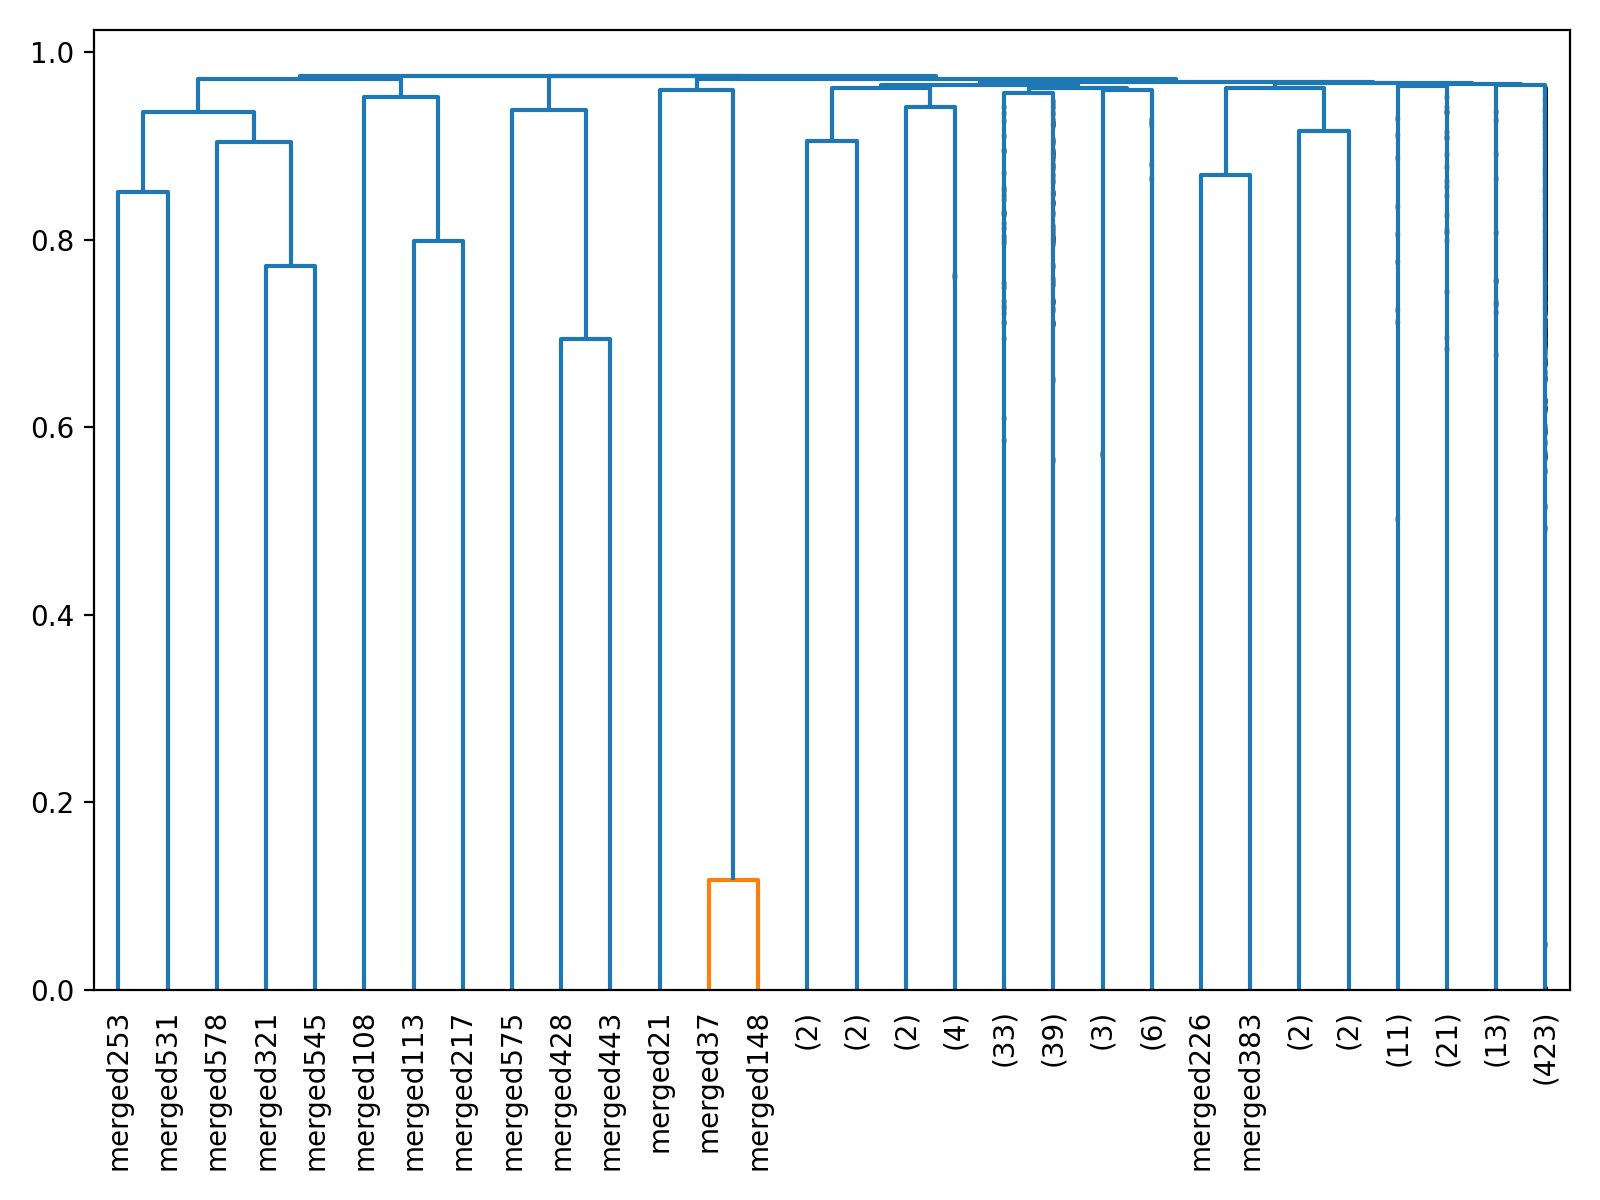 1.0
0.8
0.6
0.4
0.2
0.0
merged253
merged531
merged578
merged321
merged545
merged108
merged113
merged217
merged575
merged428
merged443
merged21
merged37
merged148
(2)
(2)
(2)
(4)
(33)
(39)
(3)
(6)
merged226
merged383
(2)
(2)
(11)
(21)
(13)
(423)